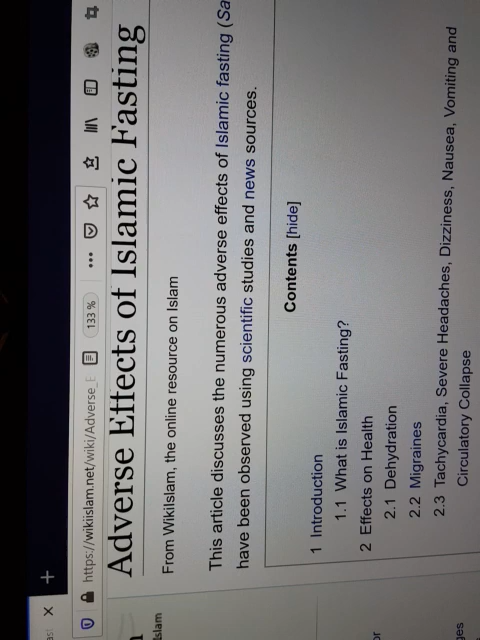 https://wikiislam.net/wiki/Adverse_E
133 %
Adverse Effects of Islamic Fasting
From WikiIslam, the online resource on Islam
This article discusses the numerous adverse effects of Islamic fasting (Sa
have been observed using scientific studies and news sources.
Contents [hide]
1 Introduction
1.1 What is Islamic Fasting?
2 Effects on Health
2.1 Dehydration
2.2 Migraines
2.3 Tachycardia, Severe Headaches, Dizziness, Nausea, Vomiting and
Circulatory Collapse